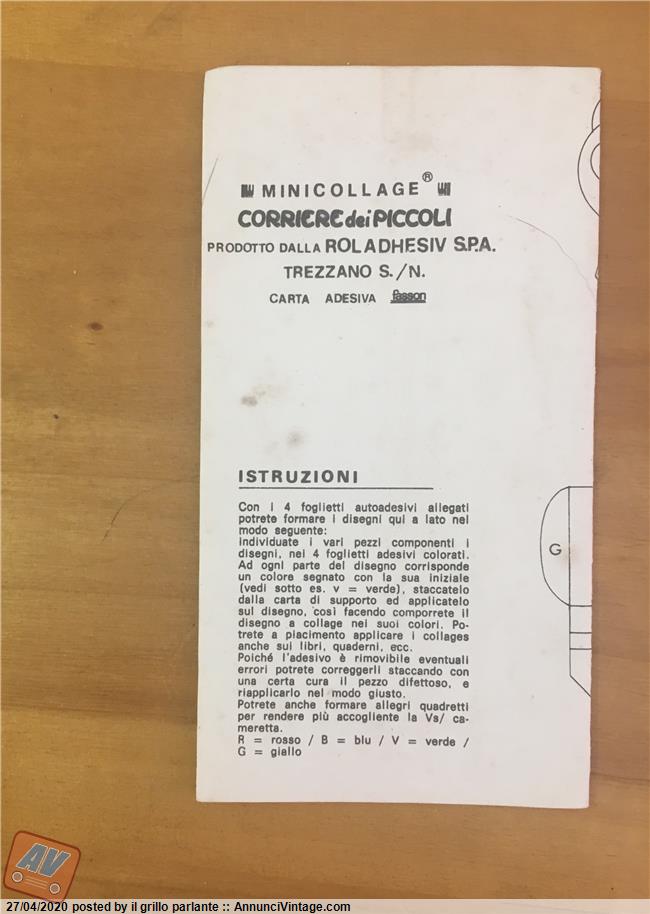 MINICOLLAGE ®
CORRIERE dei PICCOLI
PRODOTTO DALLA ROLADHESIV S.P.A.
TREZZANO S./N.
CARTA ADESIVA fasson
ISTRUZIONI
Con i 4 foglietti autoadesivi allegati
potrete formare i disegni qui a lato nel
modo seguente:
individuate i vari pezzi componenti i
disegni, nei 4 foglietti adesivi colorati.
Ad ogni parte del disegno corrisponde
un colore segnato con la sua iniziale
(vedi sotto es. v = verde), staccatelo
dalla carta di supporto ed applicatelo
sul disegno, così facendo comporrete il
disegno a collage nei suoi colori. Po-
trete a piacimento applicare i collages
anche sui libri, quaderni, ecc.
Poiché l'adesivo è rimovibile eventuali
errori potrete correggerli staccando con
una certa cura il pezzo difettoso, e
riapplicarlo nel modo giusto.
Potrete anche formare allegri quadretti
per rendere più accogliente la Vs/ ca-
meretta.
R = rosso / B = blu / V = verde /
G = giallo
G
AV
27/04/2020 posted by il grillo parlante :: AnnunciVintage.com